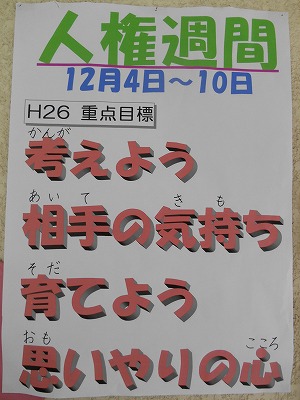 人権週間
12月4日～10日
H26 重点目標
かんが
考えよう
あいて きも
相手の気持ち
そだ
育てよう
おも こころ
思いやりの心